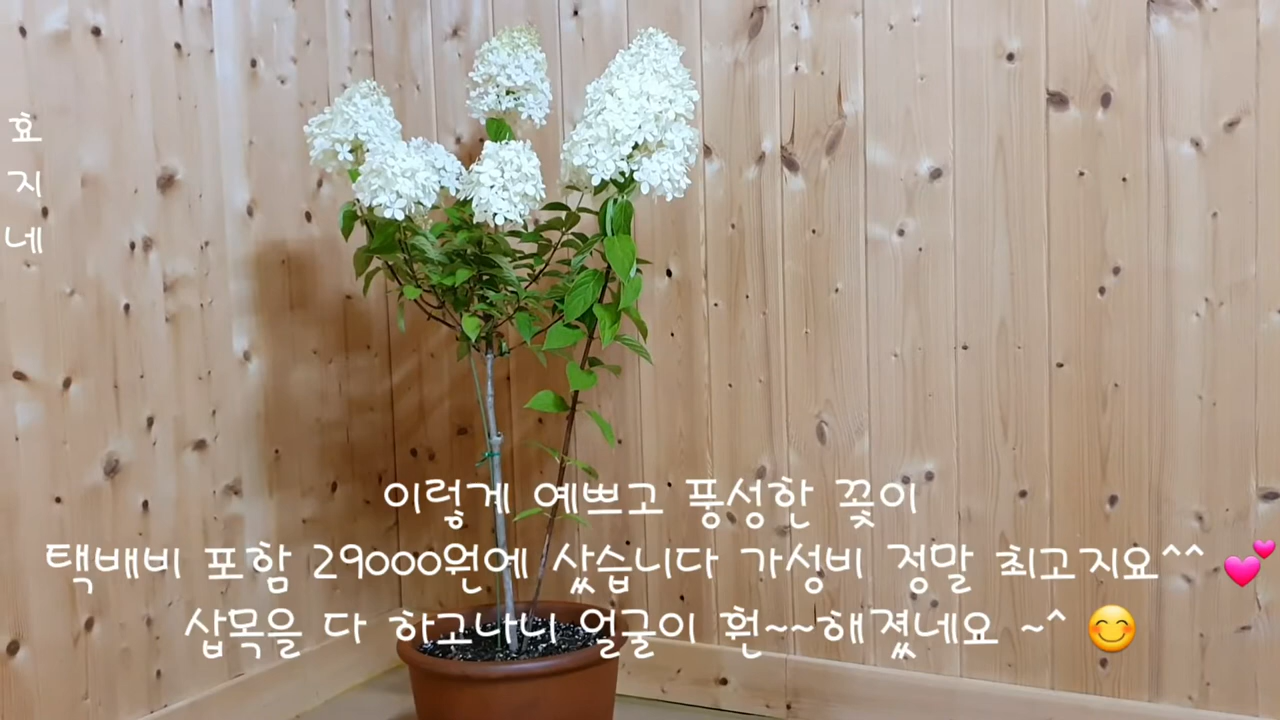 효
지
네
이렇게 예쁘고 풍성한 꽃이
택배비 포함 29000원에 샀습니다 가성비 정말 최고지요^^ 💕
삽목을 다 하고나니 얼굴이 훤~~해졌네요 ~^ 😊